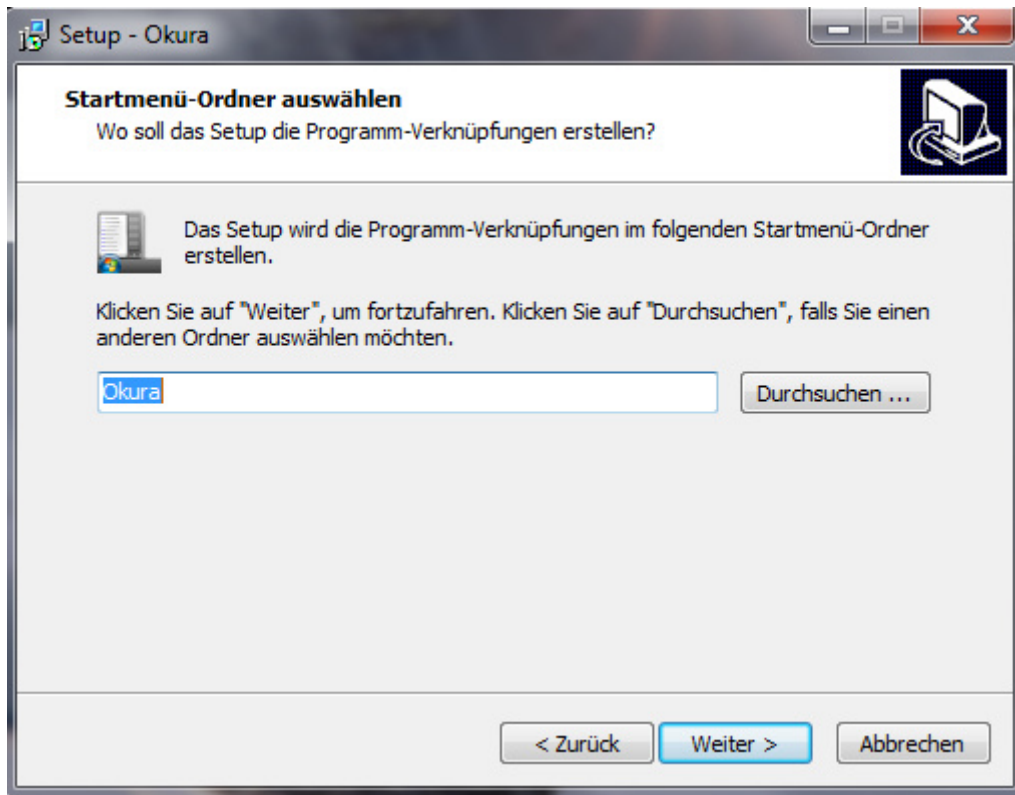 Setup - Okura
Startmenü-Ordner auswählen
Wo soll das Setup die Programm-Verknüpfungen erstellen?
Das Setup wird die Programm-Verknüpfungen im folgenden Startmenü-Ordner
erstellen.
Klicken Sie auf "Weiter", um fortzufahren. Klicken Sie auf "Durchsuchen", falls Sie einen
anderen Ordner auswählen möchten.
Okura
Durchsuchen ...
< Zurück
Weiter >
Abbrechen